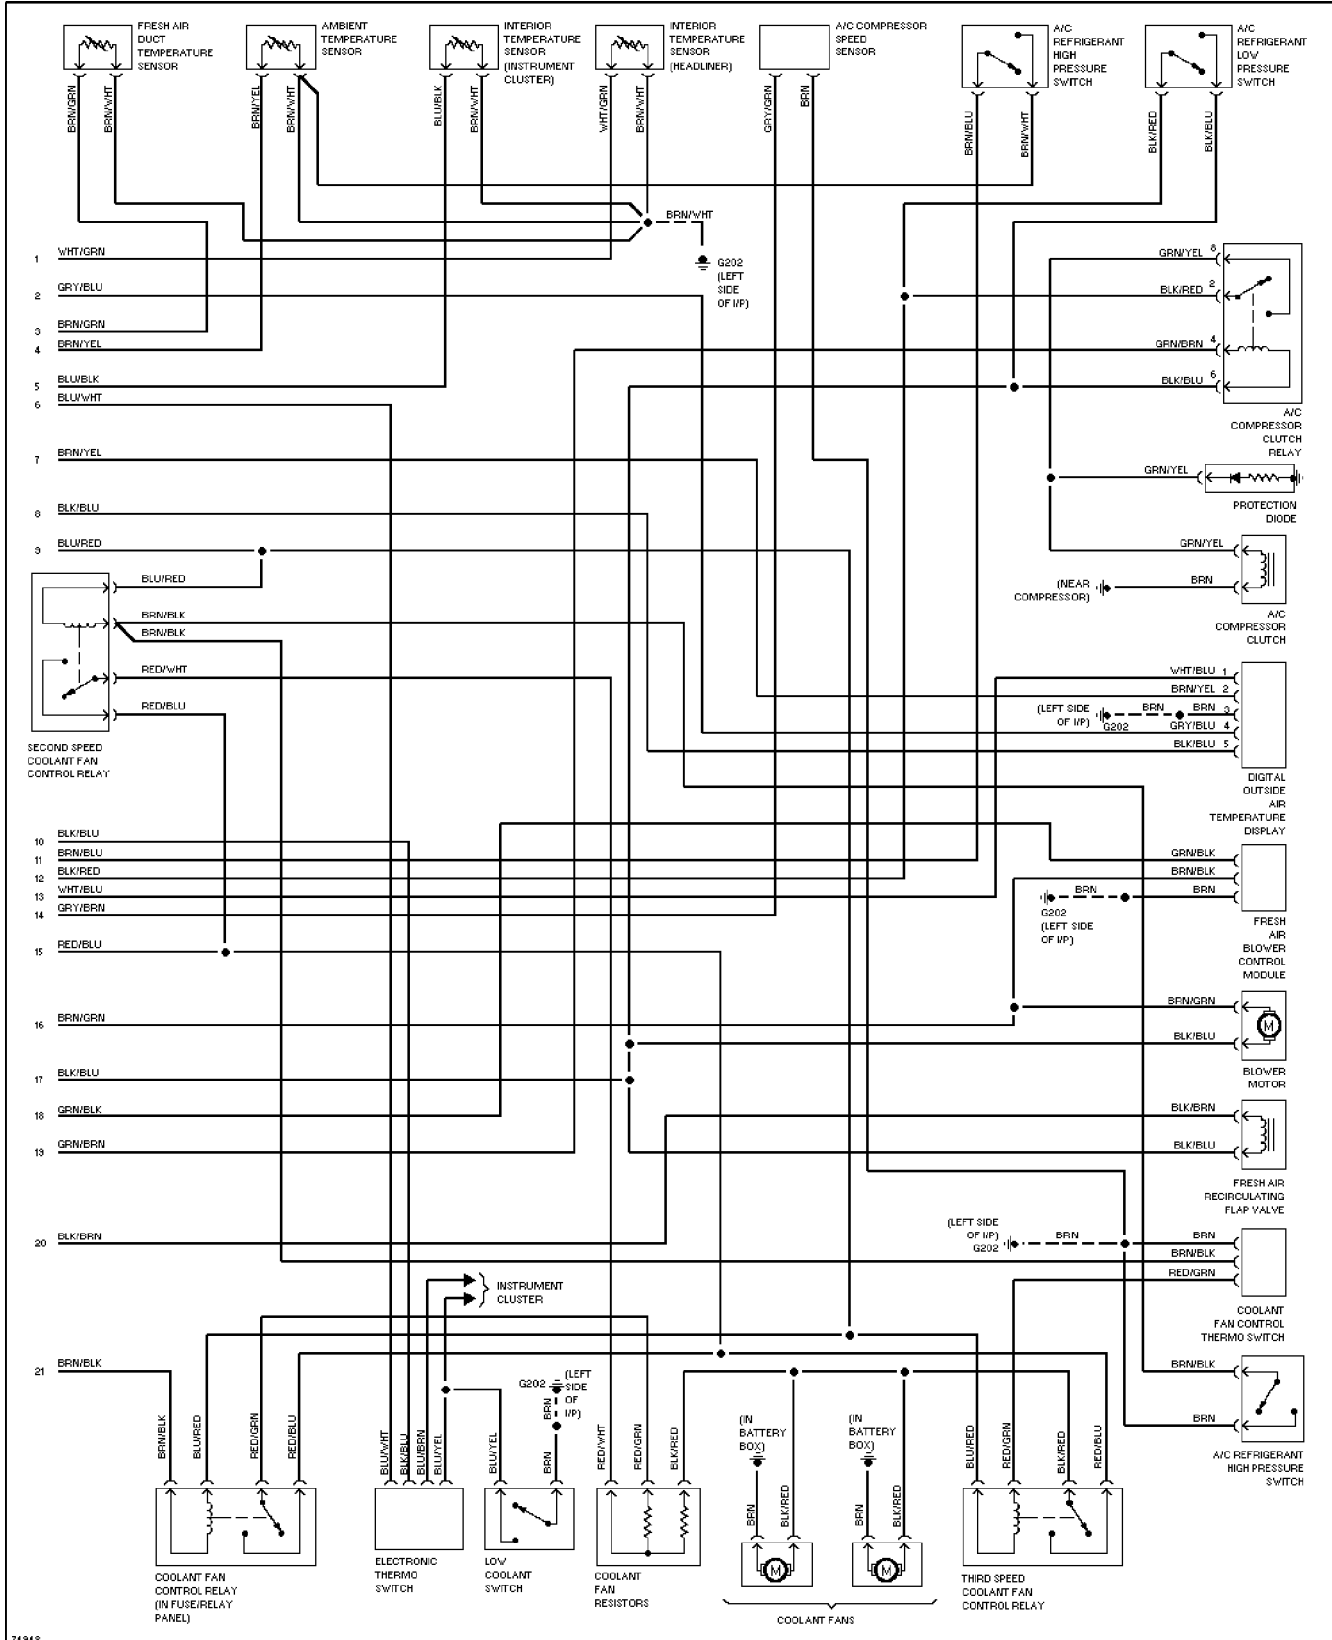 FRESH AIR
DUCT
TEMPERATURE
SENSOR
AMBIENT
TEMPERATURE
SENSOR
INTERIOR
TEMPERATURE
SENSOR
(INSTRUMENT
CLUSTER)
INTERIOR
TEMPERATURE
SENSOR
(HEADLINER)
A/C COMPRESSOR
SPEED
SENSOR
A/C
REFRIGERANT
HIGH
PRESSURE
SWITCH
A/C
REFRIGERANT
LOW
PRESSURE
SWITCH
BRN/GRN
BRN/WHT
BRN/YEL
BRN/WHT
BLU/BLK
BRN/WHT
WHT/GRN
BRN/WHT
GRY/GRN
BRN
BRN/BLU
BRN/WHT
BLK/RED
BLK/BLU
BRN/WHT
G202
(LEFT
SIDE
OF I/P)
1 WHT/GRN
2 GRY/BLU
3 BRN/GRN
4 BRN/YEL
5 BLU/BLK
6 BLU/WHT
7 BRN/YEL
8 BLK/BLU
9 BLU/RED
GRN/YEL 8
BLK/RED 2
GRN/BRN 4
BLK/BLU 6
A/C
COMPRESSOR
CLUTCH
RELAY
GRN/YEL
PROTECTION
DIODE
GRN/YEL
BRN
(NEAR
COMPRESSOR)
A/C
COMPRESSOR
CLUTCH
BLU/RED
BRN/BLK
BRN/BLK
RED/WHT
RED/BLU
SECOND SPEED
COOLANT FAN
CONTROL RELAY
WHT/BLU 1
BRN/YEL 2
(LEFT SIDE
OF I/P)
G202
BRN
BRN 3
GRY/BLU 4
BLK/BLU 5
DIGITAL
OUTSIDE
AIR
TEMPERATURE
DISPLAY
10 BLK/BLU
11 BRN/BLU
12 BLK/RED
13 WHT/BLU
14 GRY/BRN
15 RED/BLU
16 BRN/GRN
17 BLK/BLU
18 GRN/BLK
19 GRN/BRN
20 BLK/BRN
21 BRN/BLK
GRN/BLK
BRN/BLK
BRN
BRN
G202
(LEFT SIDE
OF I/P)
FRESH
AIR
BLOWER
CONTROL
MODULE
BRN/GRN
BLK/BLU
M
BLOWER
MOTOR
BLK/BRN
BLK/BLU
FRESH AIR
RECIRCULATING
FLAP VALVE
(LEFT SIDE
OF I/P)
G202
BRN
BRN
BRN/BLK
RED/GRN
COOLANT
FAN CONTROL
THERMO SWITCH
BRN/BLK
BRN
A/C REFRIGERANT
HIGH PRESSURE
SWITCH
INSTRUMENT
CLUSTER
G202
(LEFT
SIDE
OF
I/P)
BRN
BRN/BLK
BLU/RED
RED/GRN
RED/BLU
BLU/WHT
BLK/BLU
BLU/BRN
BLU/YEL
BLU/YEL
BRN
RED/WHT
RED/GRN
BLK/RED
(IN
BATTERY
BOX)
BRN
BLK/RED
(IN
BATTERY
BOX)
BRN
BLK/RED
BLU/RED
RED/GRN
BLK/RED
RED/BLU
M
M
COOLANT FAN
CONTROL RELAY
(IN FUSE/RELAY
PANEL)
ELECTRONIC
THERMO
SWITCH
LOW
COOLANT
SWITCH
COOLANT
FAN
RESISTORS
COOLANT FANS
THIRD SPEED
COOLANT FAN
CONTROL RELAY